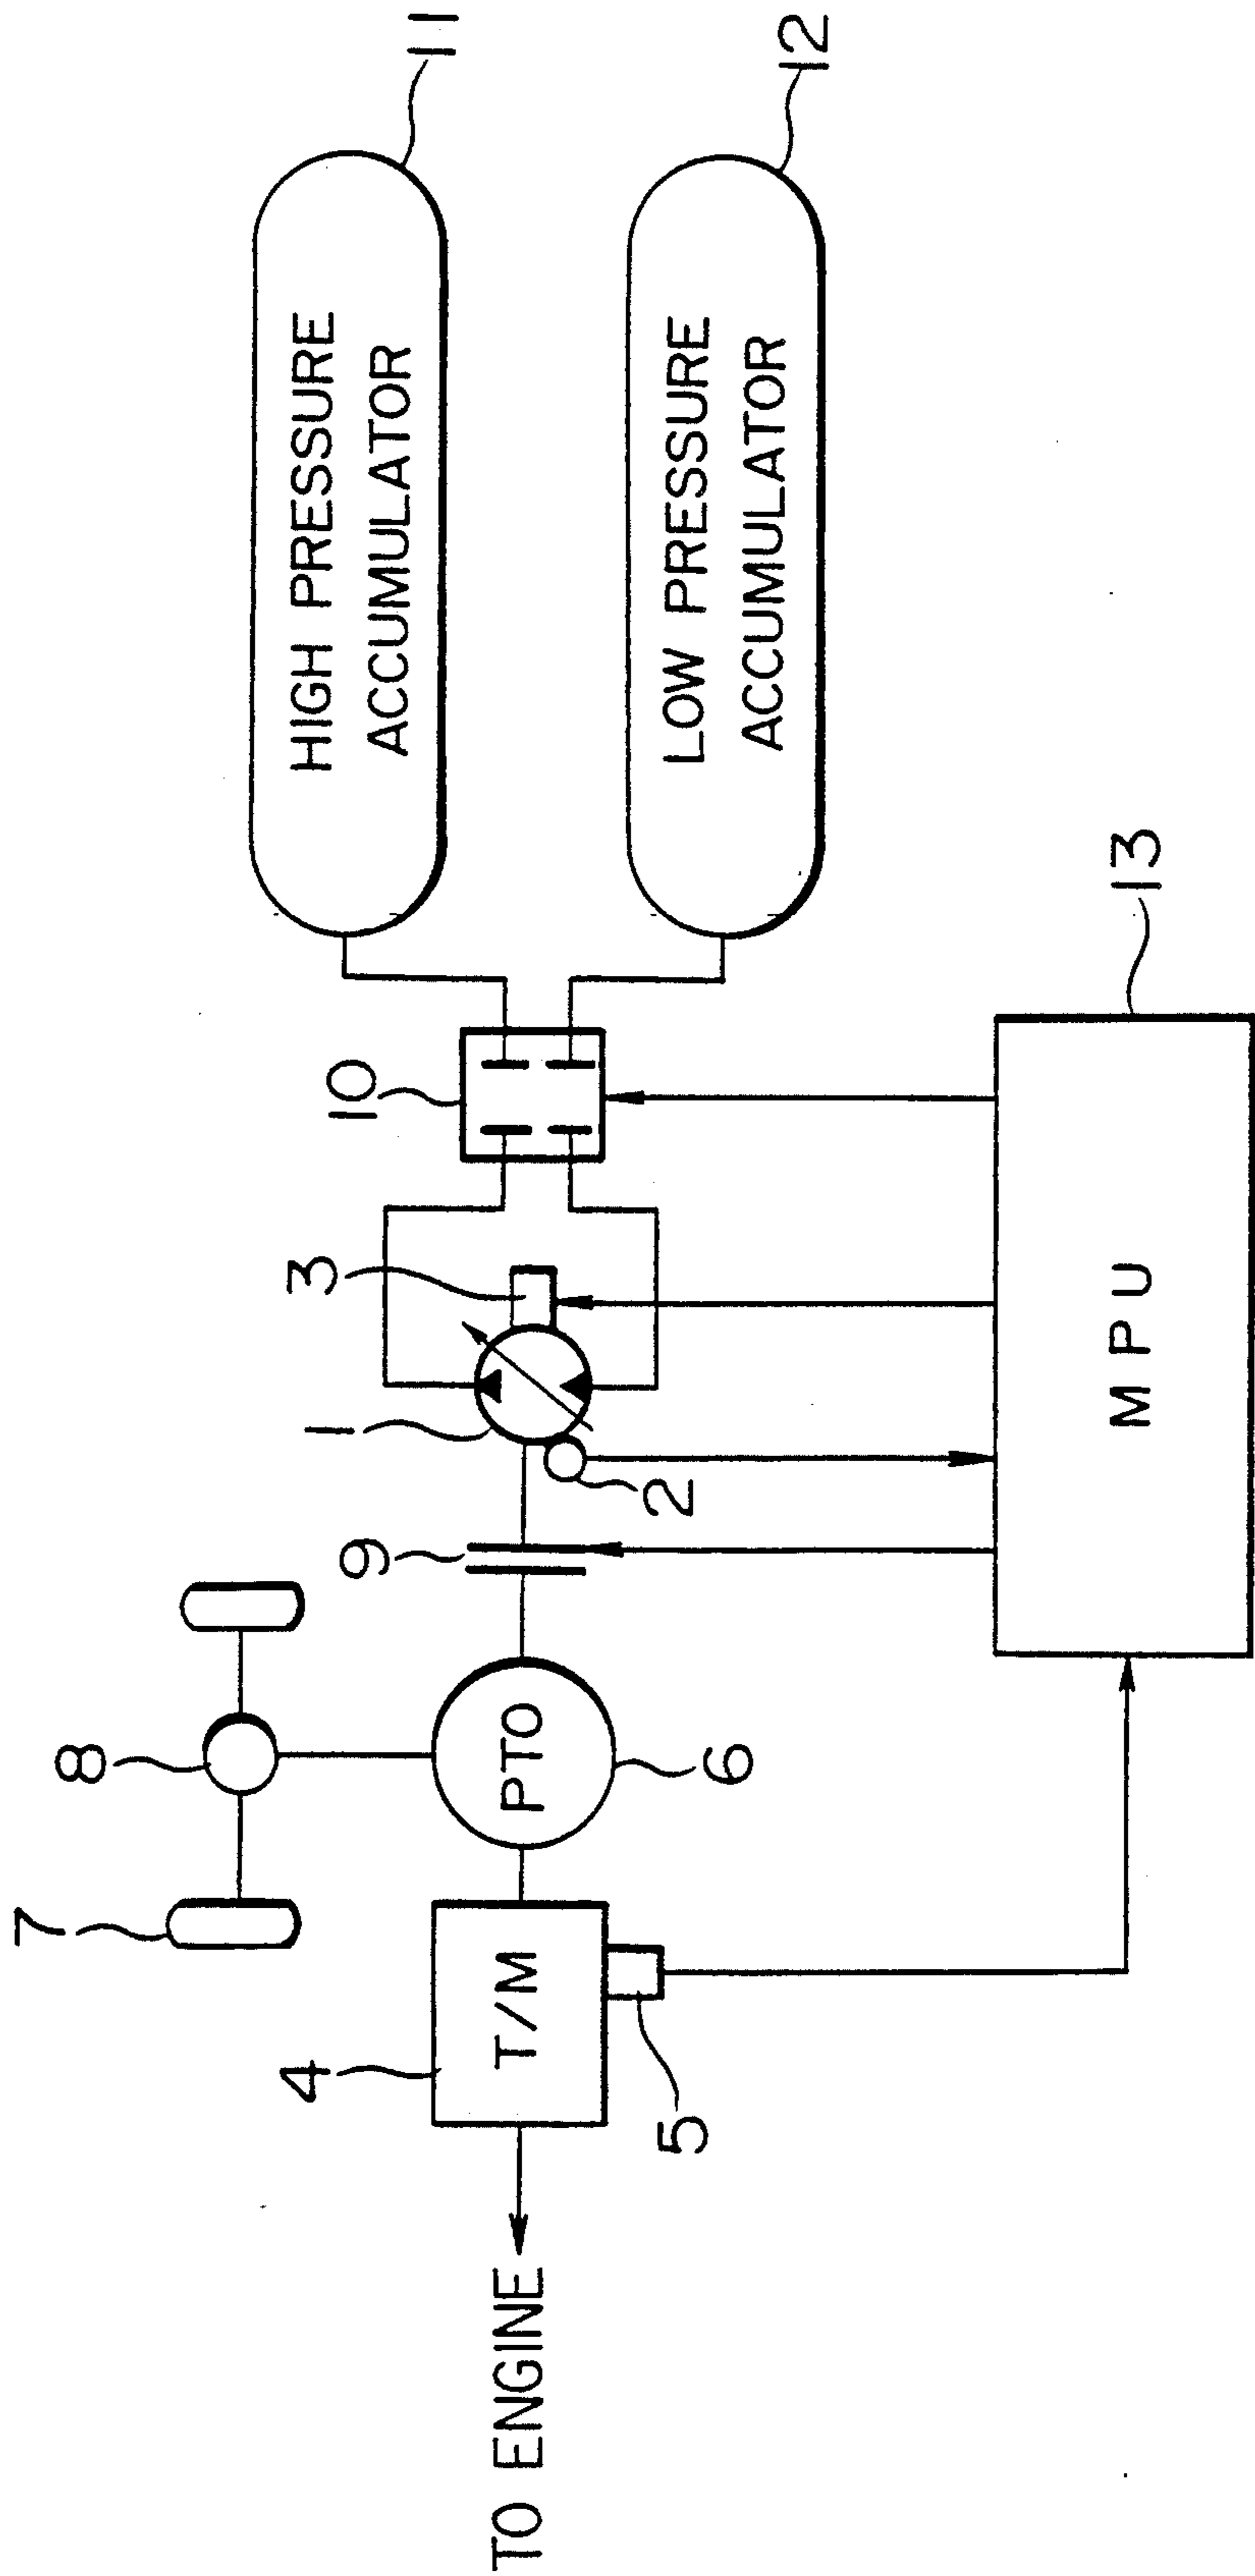 HIGH PRESSURE
ACCUMULATOR
11
LOW PRESSURE
ACCUMULATOR
12
10
3
1
2
9
8
7
PTO
6
T/M
4
5
TO ENGINE
MPU
13